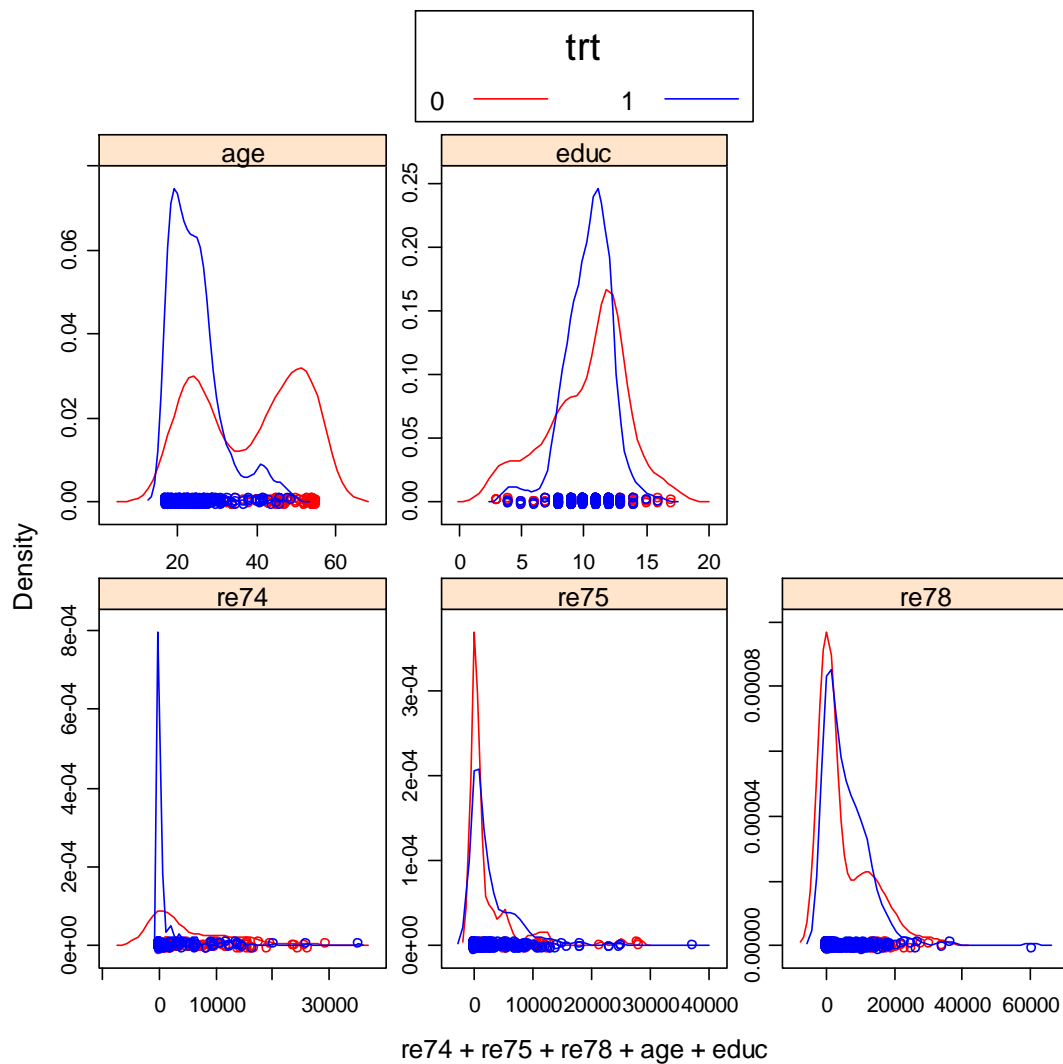 trt
0 1
age educ
0.00 0.02 0.04 0.06
0.00 0.05 0.10 0.15 0.20 0.25
20 40 60
0 5 10 15 20
Density
re74 re75 re78
0e+00 2e-04 4e-04 6e-04 8e-04
0e+00 1e-04 2e-04 3e-04
0.00000 0.00004 0.00008
0 10000 30000
0 10000 20000 30000 40000
0 20000 40000 60000
re74 + re75 + re78 + age + educ